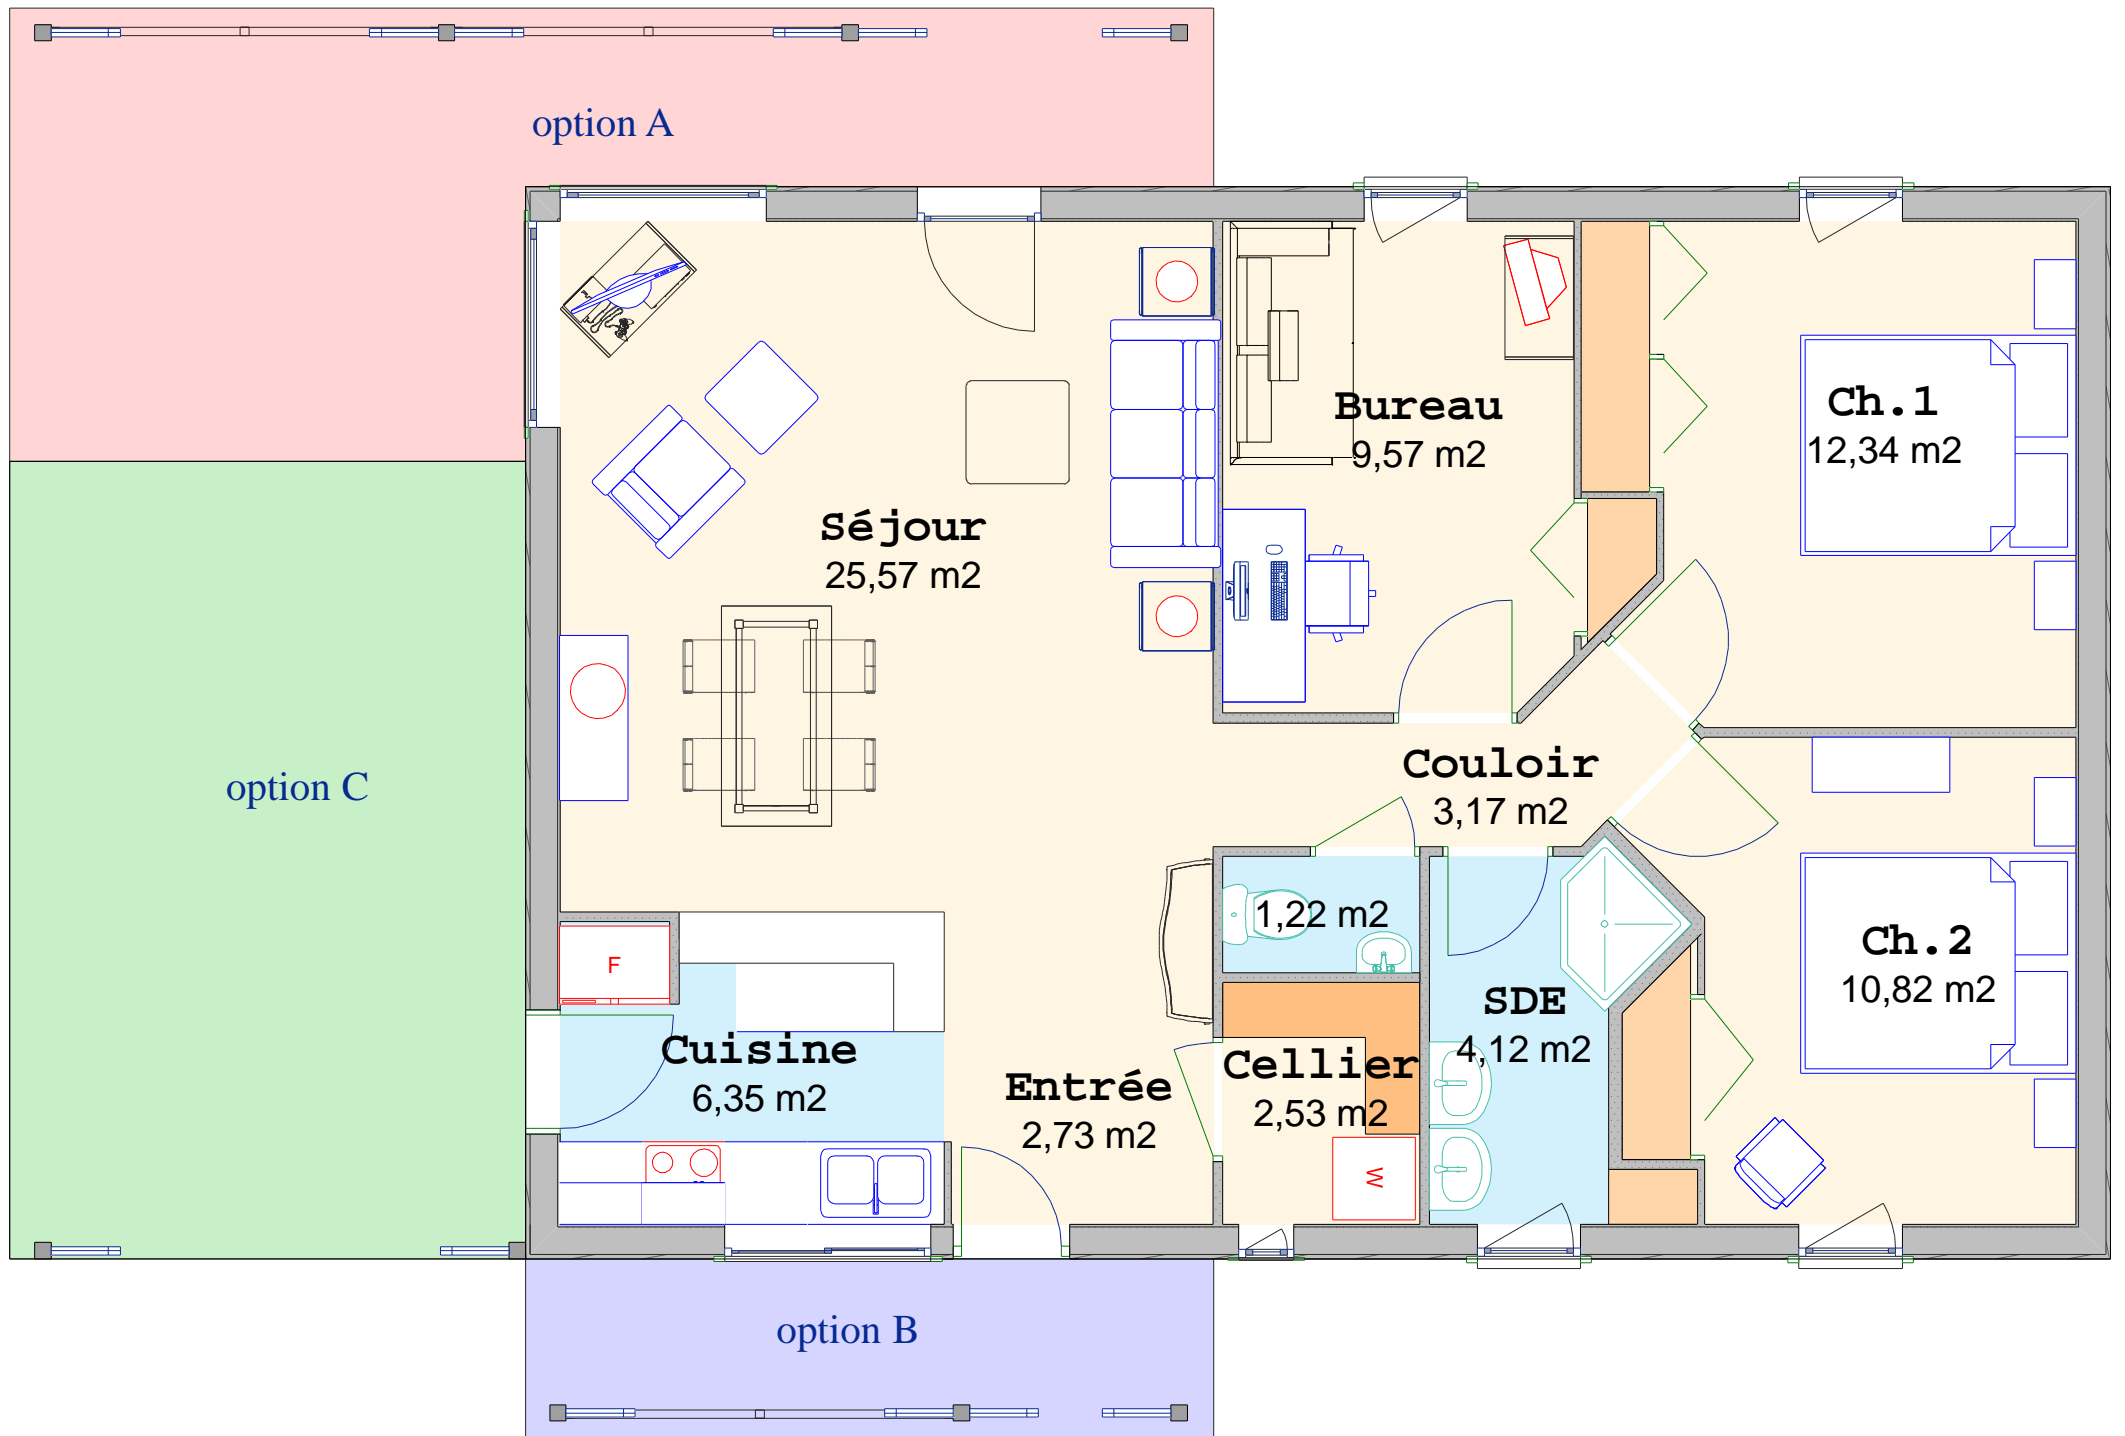 option A
Bureau
9,57 m2
Ch.1
12,34 m2
Séjour
25,57 m2
option C
Couloir
3,17 m2
1,22 m2
F
Cuisine
6,35 m2
Entrée
2,73 m2
Cellier
2,53 m2
W
SDE
4,12 m2
Ch.2
10,82 m2
option B